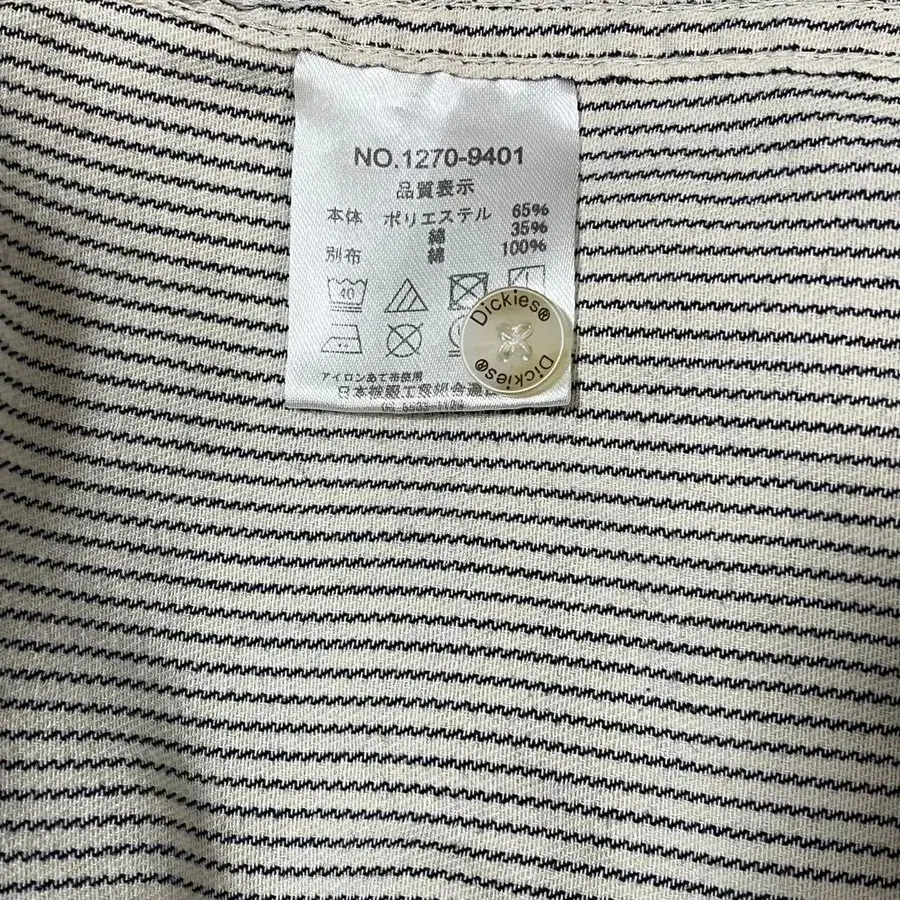 NO.1270-9401
品質表示
本体 ポリエステル 65%
綿 35%
別布 綿 100%
40
アイロンあて布使用
Dickies®
Dickies®